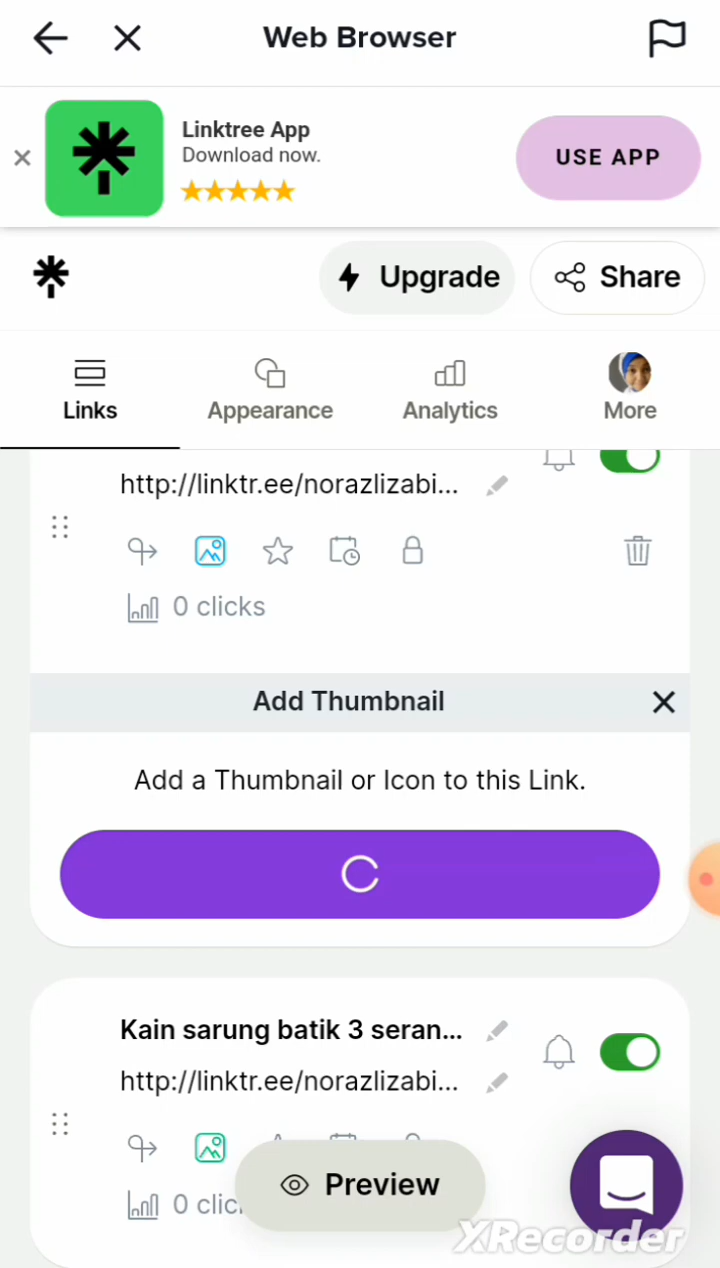 Web Browser
Linktree App
Download now.
USE APP
Upgrade
Share
Links
Appearance
Analytics
More
http://linktr.ee/norazlizabi...
0 clicks
Add Thumbnail
Add a Thumbnail or Icon to this Link.
Kain sarung batik 3 seran...
http://linktr.ee/norazlizabi...
0 clic
Preview
XRecorder